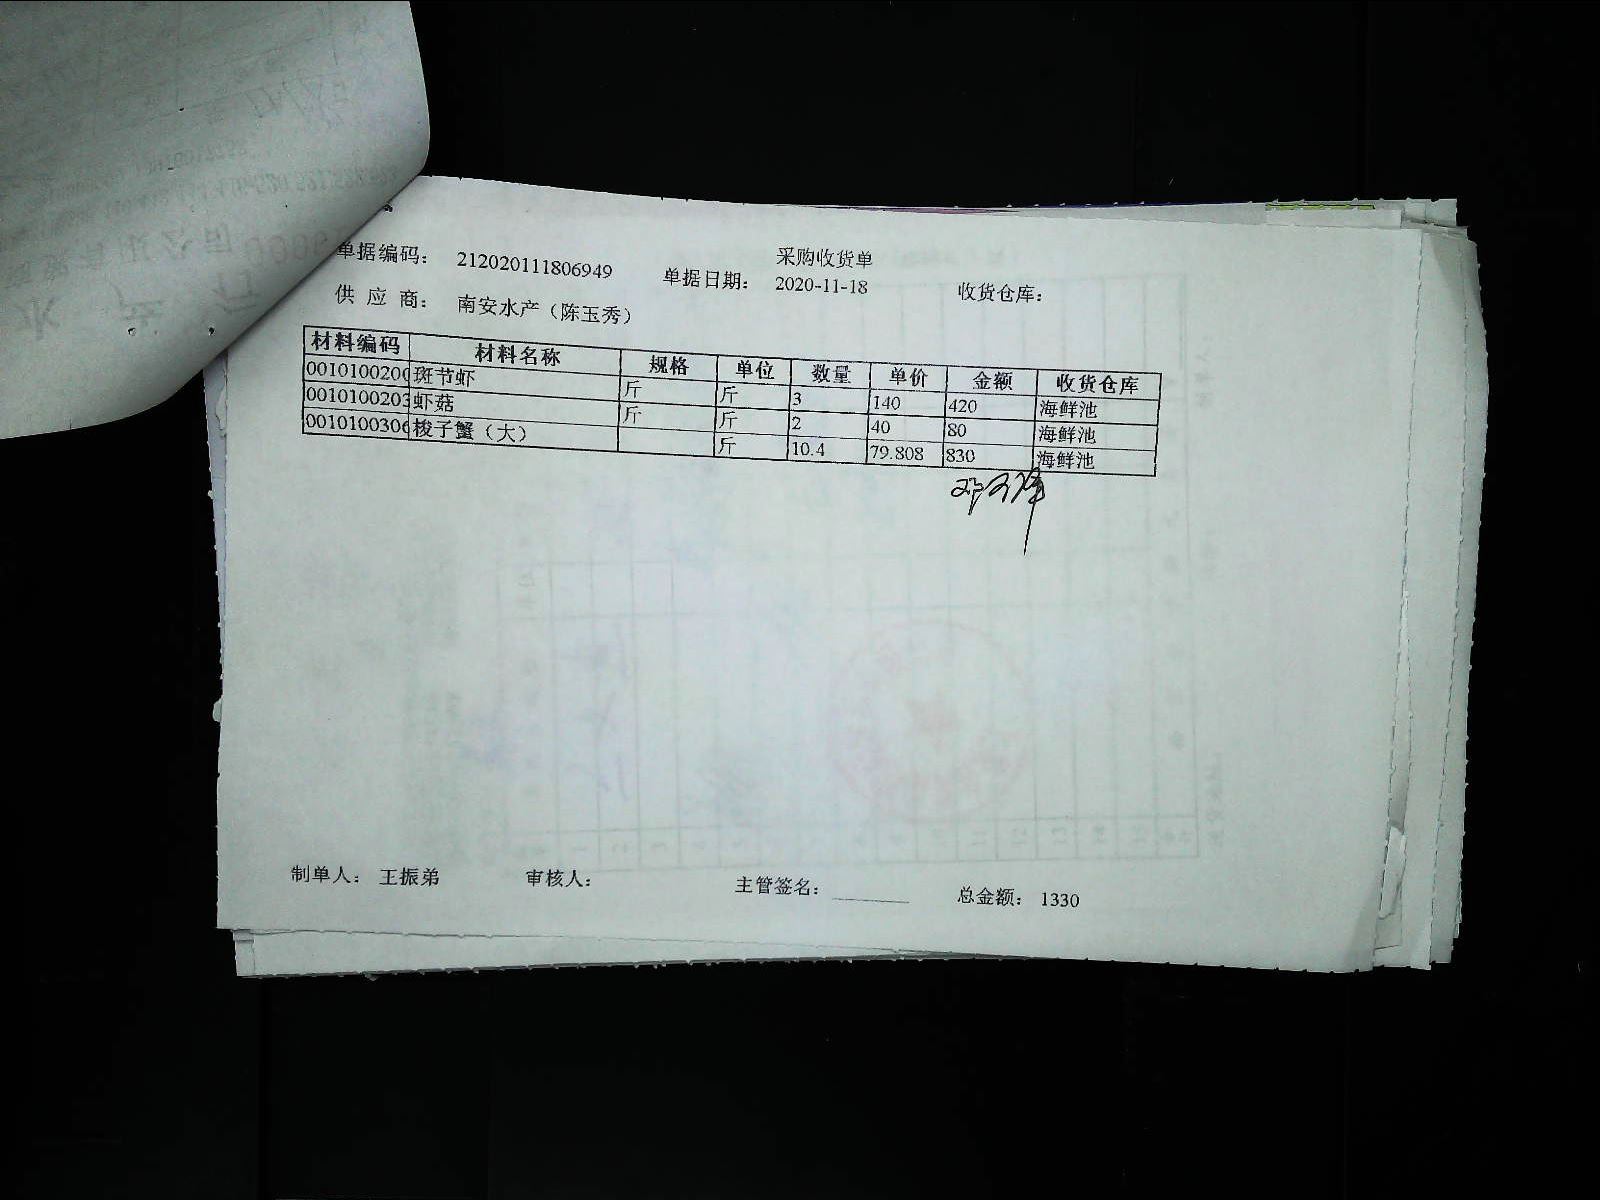 采购收货单
单据编码： 212020111806949 单据日期： 2020-11-18 收货仓库：
供 应 商： 南安水产（陈玉秀）
材料编码 材料名称 规格 单位 数量 单价 金额 收货仓库
0010100200 斑节虾 斤 斤 3 140 420 海鲜池
0010100203 虾菇 斤 斤 2 40 80 海鲜池
0010100306 梭子蟹（大） 斤 10.4 79.808 830 海鲜池
制单人： 王振弟 审核人： 主管签名： 总金额： 1330